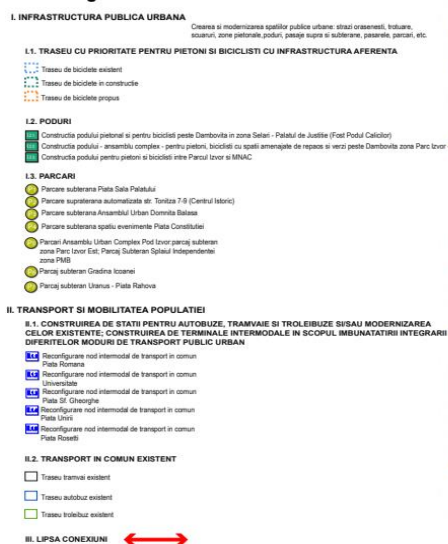 I. INFRASTRUCTURA PUBLICA URBANA
Crearea si modernizarea spatiilor publice urbane: strazi orasenesti, trotuare,
scuaruri, zone pietonale,poduri, pasaje supra si subterane, pasarele, parcari, etc.
I.1. TRASEU CU PRIORITATE PENTRU PIETONI SI BICICLISTI CU INFRASTRUCTURA AFERENTA
Traseu de biciclete existent
Traseu de biciclete in constructie
Traseu de biciclete propus
I.2. PODURI
Constructia podului pietonal si pentru biciclisti peste Dambovita in zona Selari - Palatul de Justitie (Fost Podul Calicilor)
Constructia podului - ansamblu complex - pentru pietoni, biciclisti cu spatii amenajate de repaos si verzi peste Dambovita zona Parc Izvor
Constructia podului pentru pietoni si biciclisti intre Parcul Izvor si MNAC
I.3. PARCARI
Parcare subterana Piata Sala Palatului
Parcare supraterana automatizata str. Tonitza 7-9 (Centrul Istoric)
Parcare subterana Ansamblul Urban Domnita Balasa
Parcare subterana spatiu evenimente Piata Constitutiei
Parcari Ansamblu Urban Complex Pod Izvor:parcaj subteran
zona Parc Izvor Est; Parcaj Subteran Splaiul Independentei
zona PMB
Parcaj subteran Gradina Icoanei
Parcaj subteran Uranus - Piata Rahova
II. TRANSPORT SI MOBILITATEA POPULATIEI
II.1. CONSTRUIREA DE STATII PENTRU AUTOBUZE, TRAMVAIE SI TROLEIBUZE SI/SAU MODERNIZAREA
CELOR EXISTENTE; CONSTRUIREA DE TERMINALE INTERMODALE IN SCOPUL IMBUNATATIRII INTEGRARII
DIFERITELOR MODURI DE TRANSPORT PUBLIC URBAN
Reconfigurare nod intermodal de transport in comun
Piata Romana
Reconfigurare nod intermodal de transport in comun
Universitate
Reconfigurare nod intermodal de transport in comun
Piata Sf. Gheorghe
Reconfigurare nod intermodal de transport in comun
Piata Unirii
Reconfigurare nod intermodal de transport in comun
Piata Rosetti
II.2. TRANSPORT IN COMUN EXISTENT
Traseu tramvai existent
Traseu autobuz existent
Traseu troleibuz existent
III. LIPSA CONEXIUNI